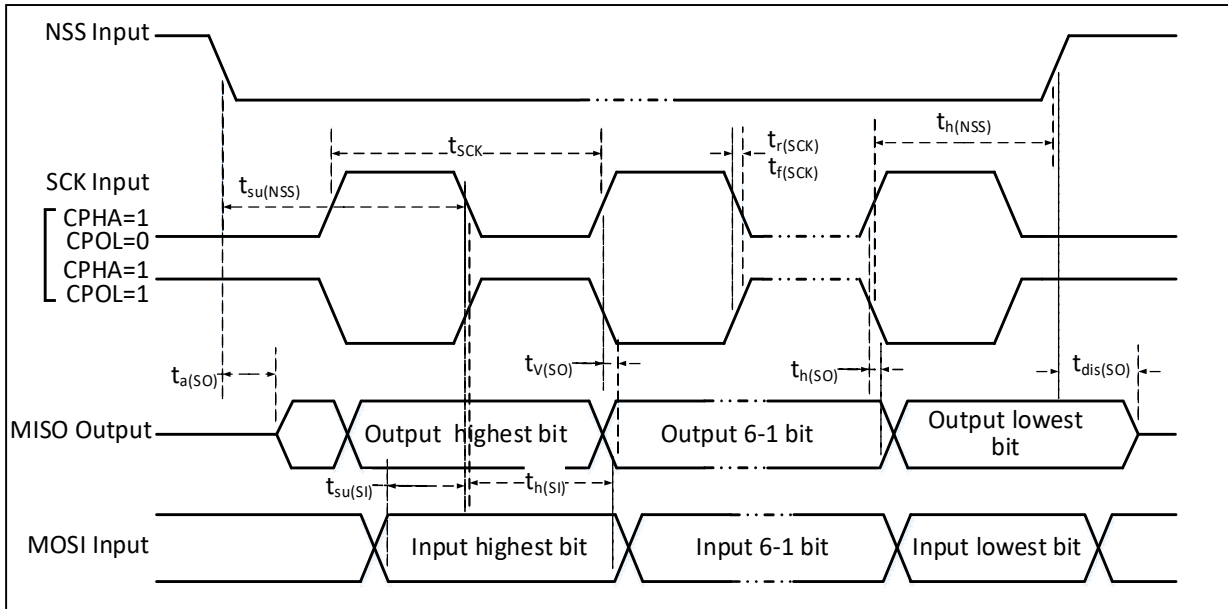 NSS Input
th(NSS)
tSCK
tr(SCK)
tf(SCK)
SCK Input
tsu(NSS)
CPHA=1
CPOL=0
CPHA=1
CPOL=1
ta(SO)
tV(SO)
th(SO)
tdis(SO)
MISO Output
Output highest bit
Output 6-1 bit
Output lowest
bit
tsu(SI)
th(SI)
MOSI Input
Input highest bit
Input 6-1 bit
Input lowest bit